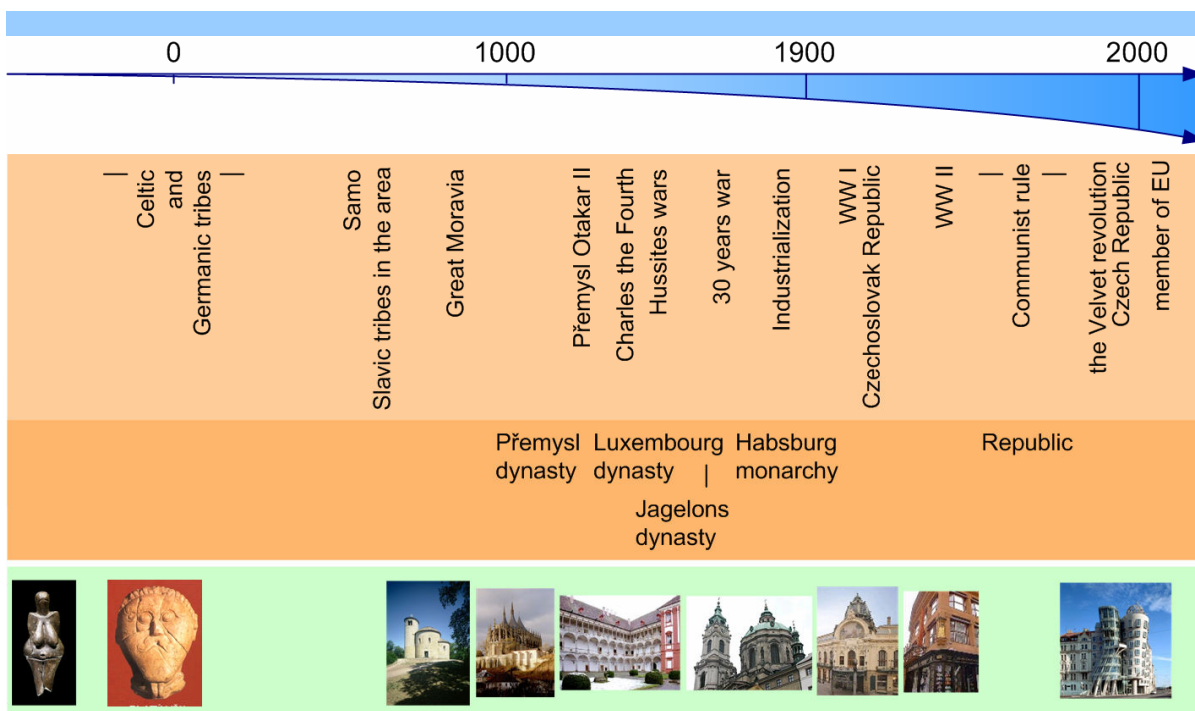 0
1000
1900
2000
Celtic
and
Germanic tribes
Samo
Slavic tribes in the area
Great Moravia
Přemysl Otakar II
Charles the Fourth
Hussites wars
30 years war
Industrialization
WW I
Czechoslovak Republic
WW II
Communist rule
the Velvet revolution
Czech Republic
member of EU
Přemysl
dynasty
Luxembourg
dynasty
Habsburg
monarchy
Republic
Jagelons
dynasty